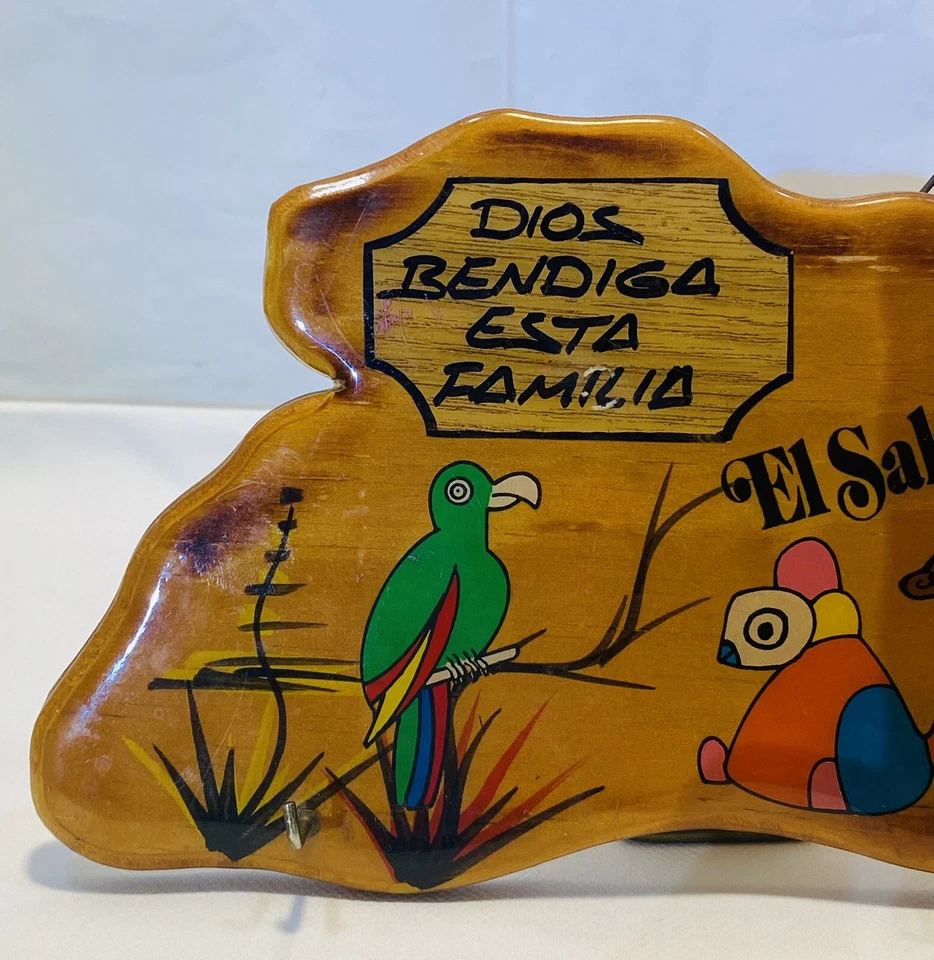 DIOS
BENDIGA
ESTA
FAMILIA
El Sal